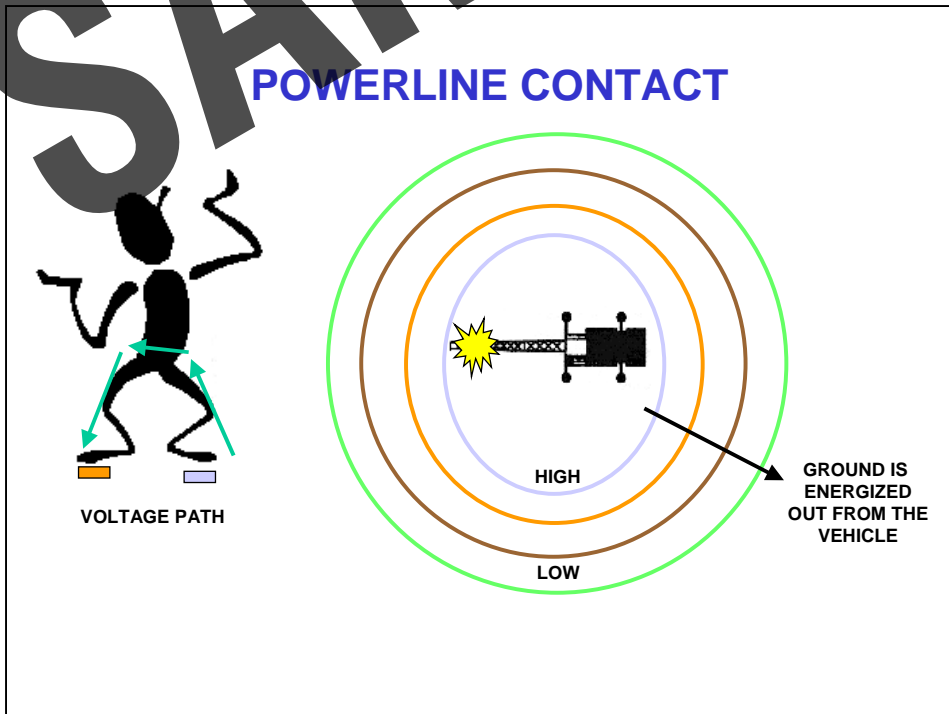 POWERLINE CONTACT
HIGH
LOW
VOLTAGE PATH
GROUND IS
ENERGIZED
OUT FROM THE
VEHICLE